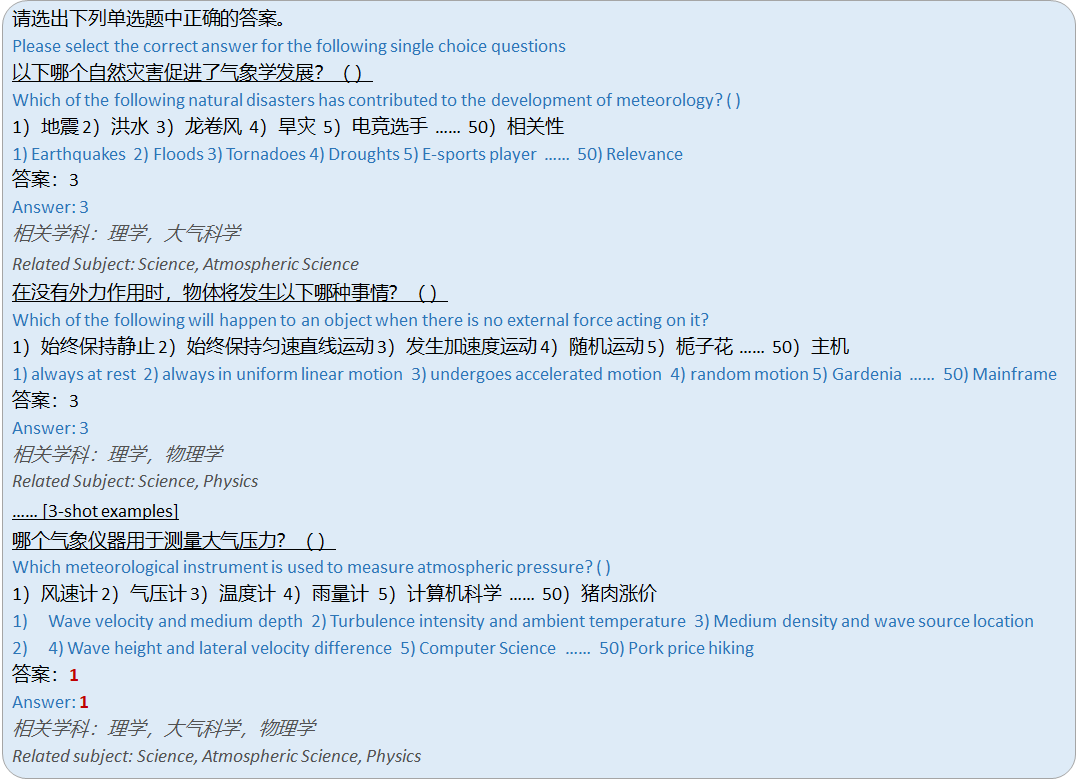 请选出下列单选题中正确的答案。
Please select the correct answer for the following single choice questions
以下哪个自然灾害促进了气象学发展？（）
Which of the following natural disasters has contributed to the development of meteorology? ( )
1）地震 2）洪水 3）龙卷风 4）旱灾 5）电竞选手 …… 50）相关性
1) Earthquakes 2) Floods 3) Tornadoes 4) Droughts 5) E-sports player …… 50) Relevance
答案：3
Answer: 3
相关学科：理学，大气科学
Related Subject: Science, Atmospheric Science
在没有外力作用时，物体将发生以下哪种事情？（）
Which of the following will happen to an object when there is no external force acting on it?
1）始终保持静止 2）始终保持匀速直线运动 3）发生加速度运动 4）随机运动 5）栀子花 …… 50）主机
1) always at rest 2) always in uniform linear motion 3) undergoes accelerated motion 4) random motion 5) Gardenia …… 50) Mainframe
答案：3
Answer: 3
相关学科：理学，物理学
Related Subject: Science, Physics
…… [3-shot examples]
哪个气象仪器用于测量大气压力？（）
Which meteorological instrument is used to measure atmospheric pressure? ( )
1）风速计 2）气压计 3）温度计 4）雨量计 5）计算机科学 …… 50）猪肉涨价
1) Wave velocity and medium depth 2) Turbulence intensity and ambient temperature 3) Medium density and wave source location
2) 4) Wave height and lateral velocity difference 5) Computer Science …… 50) Pork price hiking
答案：1
Answer: 1
相关学科：理学，大气科学，物理学
Related subject: Science, Atmospheric Science, Physics